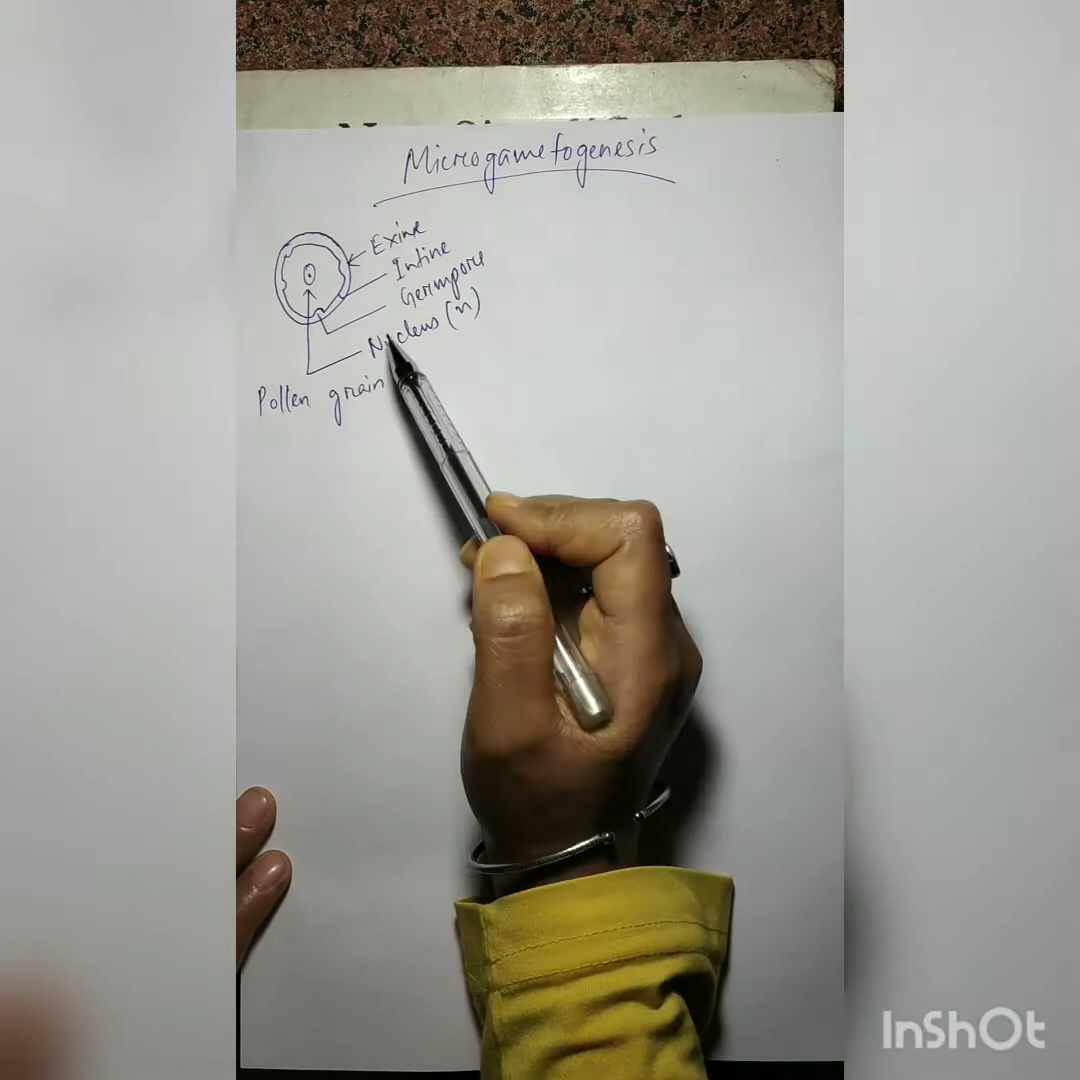 Microgametogenesis
Exine
Intine
Germpore
Nucleus (n)
Pollen grain
InShOt